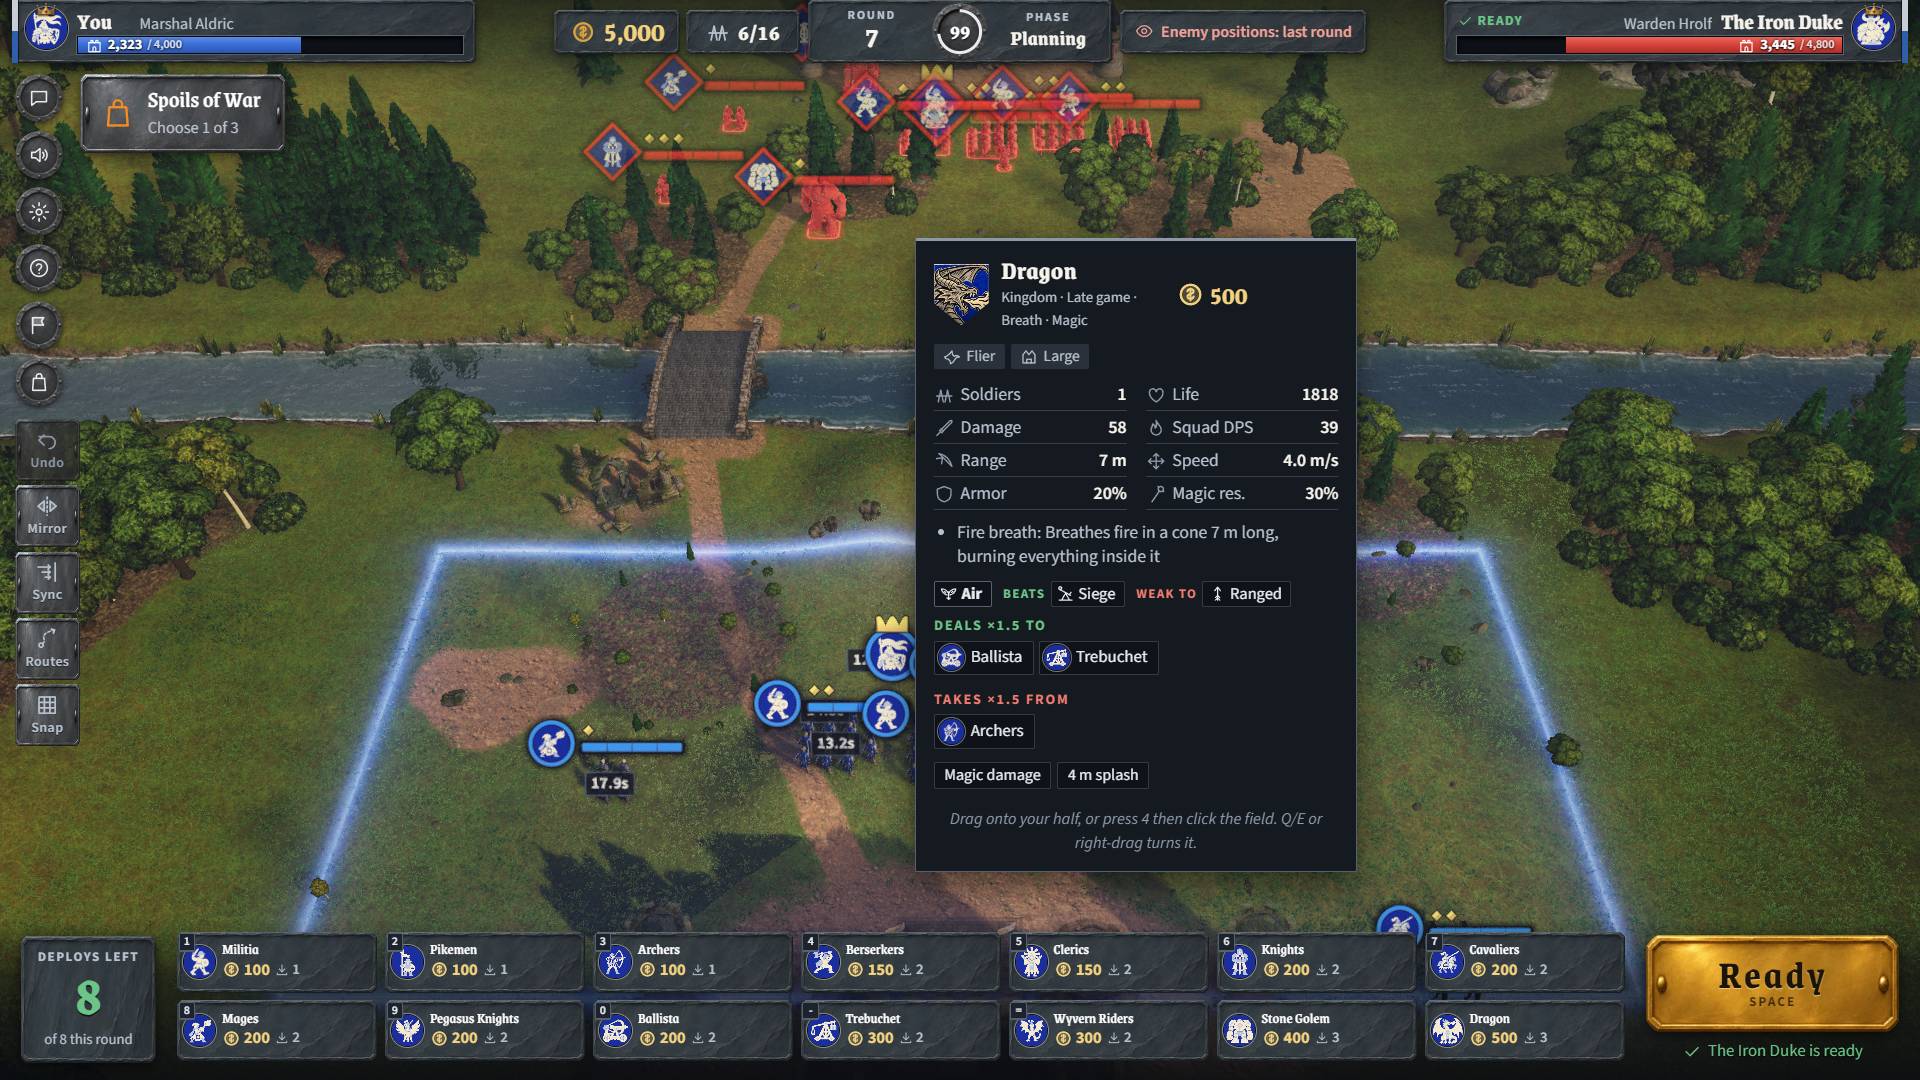 You Marshal Aldric
2,323 / 4,000
5,000
6/16
ROUND
7
99
PHASE
Planning
Enemy positions: last round
READY
Warden Hrolf The Iron Duke
3,445 / 4,800
Spoils of War
Choose 1 of 3
Undo
Mirror
Sync
Routes
Snap
Dragon
Kingdom · Late game ·
Breath · Magic
500
Flier
Large
Soldiers 1
Life 1818
Damage 58
Squad DPS 39
Range 7 m
Speed 4.0 m/s
Armor 20%
Magic res. 30%
• Fire breath: Breathes fire in a cone 7 m long,
burning everything inside it
Air BEATS Siege WEAK TO Ranged
DEALS ×1.5 TO
Ballista
Trebuchet
TAKES ×1.5 FROM
Archers
Magic damage
4 m splash
Drag onto your half, or press 4 then click the field. Q/E or
right-drag turns it.
13.2s
17.9s
DEPLOYS LEFT
8
of 8 this round
1 Militia 100 1
2 Pikemen 100 1
3 Archers 100 1
4 Berserkers 150 2
5 Clerics 150 2
6 Knights 200 2
7 Cavaliers 200 2
8 Mages 200 2
9 Pegasus Knights 200 2
0 Ballista 200 2
- Trebuchet 300 2
= Wyvern Riders 300 2
Stone Golem 400 3
Dragon 500 3
Ready
SPACE
The Iron Duke is ready